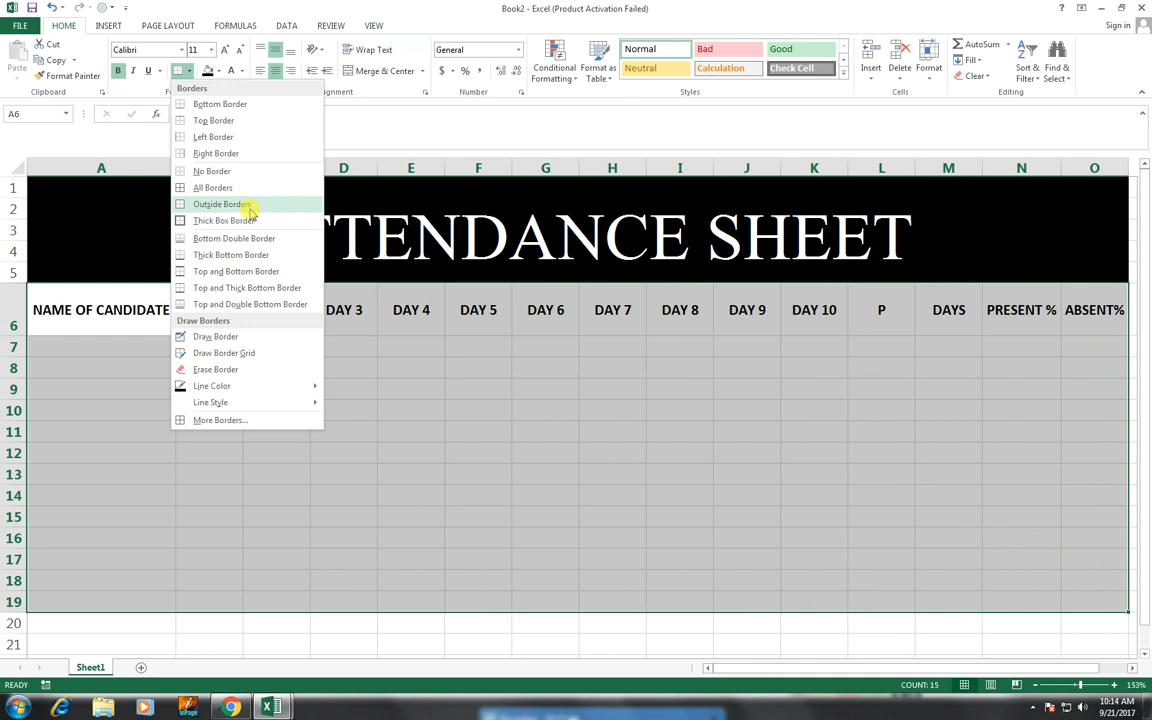 Book2 - Excel (Product Activation Failed)
FILE HOME INSERT PAGE LAYOUT FORMULAS DATA REVIEW VIEW Sign in
Paste
Cut
Copy
Format Painter
Clipboard
Calibri 11
B I U
Wrap Text
Merge & Center
General
$ % ,
Number
Conditional Formatting
Format as Table
Normal Bad Good
Neutral Calculation Check Cell
Styles
Insert Delete Format
Cells
AutoSum
Fill
Clear
Sort & Filter
Find & Select
Editing
A6
fx
Borders
Bottom Border
Top Border
Left Border
Right Border
No Border
All Borders
Outside Borders
Thick Box Border
Bottom Double Border
Thick Bottom Border
Top and Bottom Border
Top and Thick Bottom Border
Top and Double Bottom Border
Draw Borders
Draw Border
Draw Border Grid
Erase Border
Line Color
Line Style
More Borders...
A D E F G H I J K L M N O
1
2
3
4
5
TTENDANCE SHEET
6 NAME OF CANDIDATE DAY 3 DAY 4 DAY 5 DAY 6 DAY 7 DAY 8 DAY 9 DAY 10 P DAYS PRESENT % ABSENT%
7
8
9
10
11
12
13
14
15
16
17
18
19
20
21
Sheet1
READY COUNT: 15 153%
10:14 AM
9/21/2017